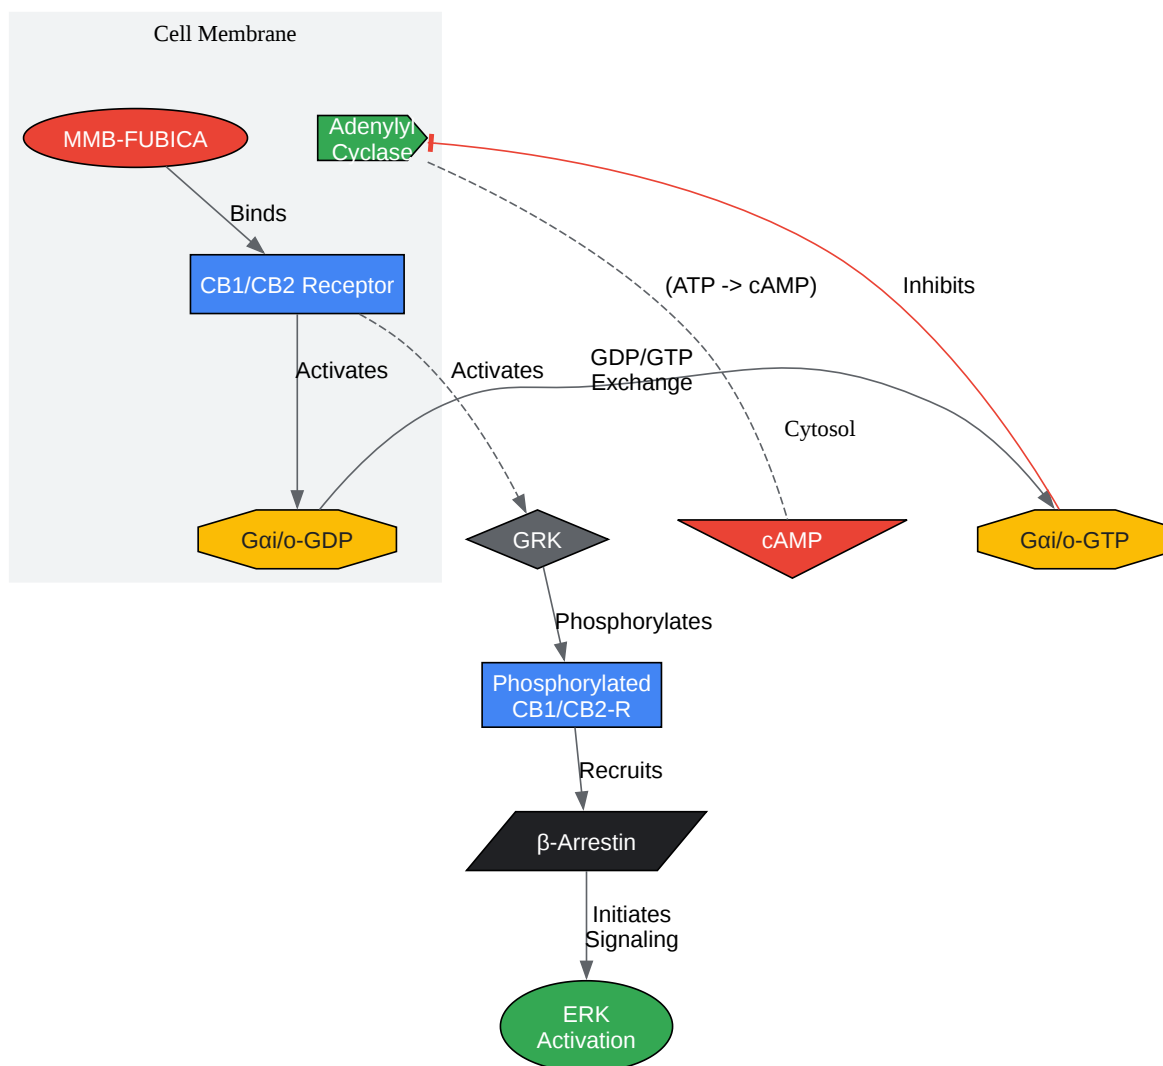 Cell Membrane
MMB-FUBICA
Adenylyl
Cyclase
Binds
CB1/CB2 Receptor
(ATP -> cAMP)
Inhibits
Activates
Activates
GDP/GTP
Exchange
Cytosol
Gαi/o-GDP
GRK
cAMP
Gαi/o-GTP
Phosphorylates
Phosphorylated
CB1/CB2-R
Recruits
β-Arrestin
Initiates
Signaling
ERK
Activation